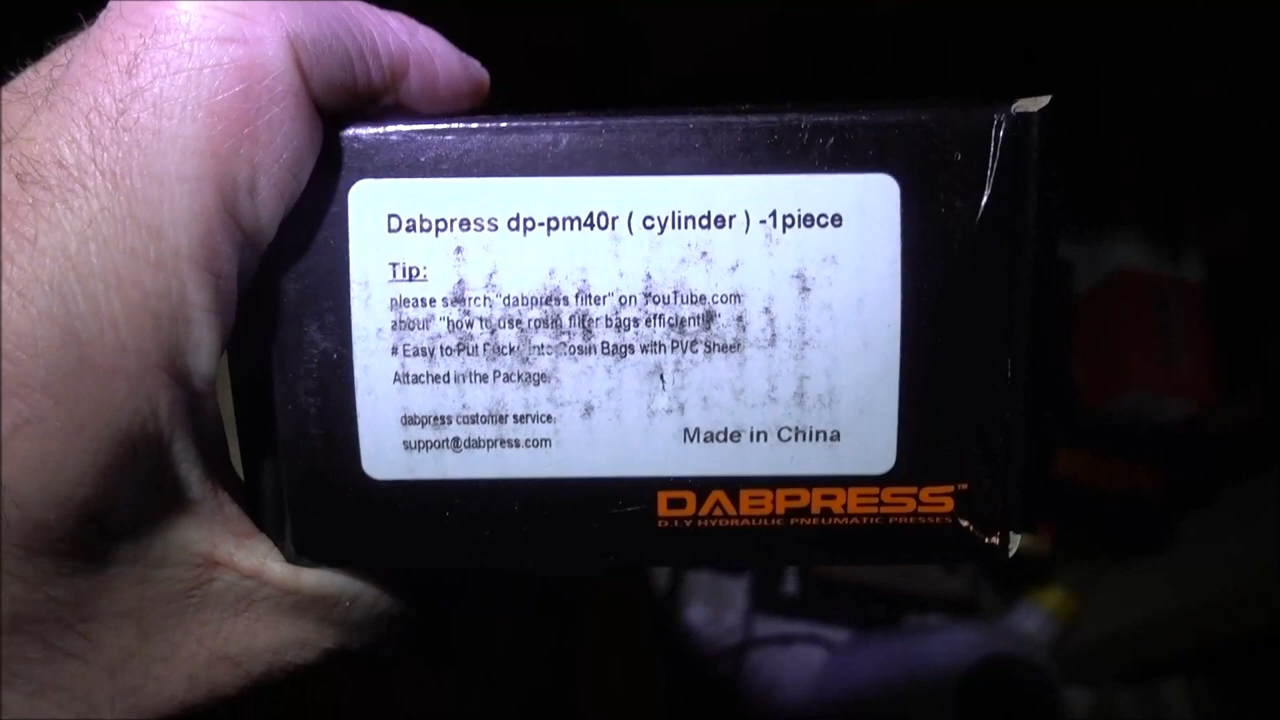 Dabpress dp-pm40r ( cylinder ) -1piece
Tip:
please search "dabpress filter" on YouTube.com
about "how to use rosin filter bags efficiently"
# Easy to Put Pucks Into Rosin Bags with PVC Sheet
Attached in the Package.
dabpress customer service:
support@dabpress.com
Made in China
DABPRESS™
D.I.Y HYDRAULIC PNEUMATIC PRESSES